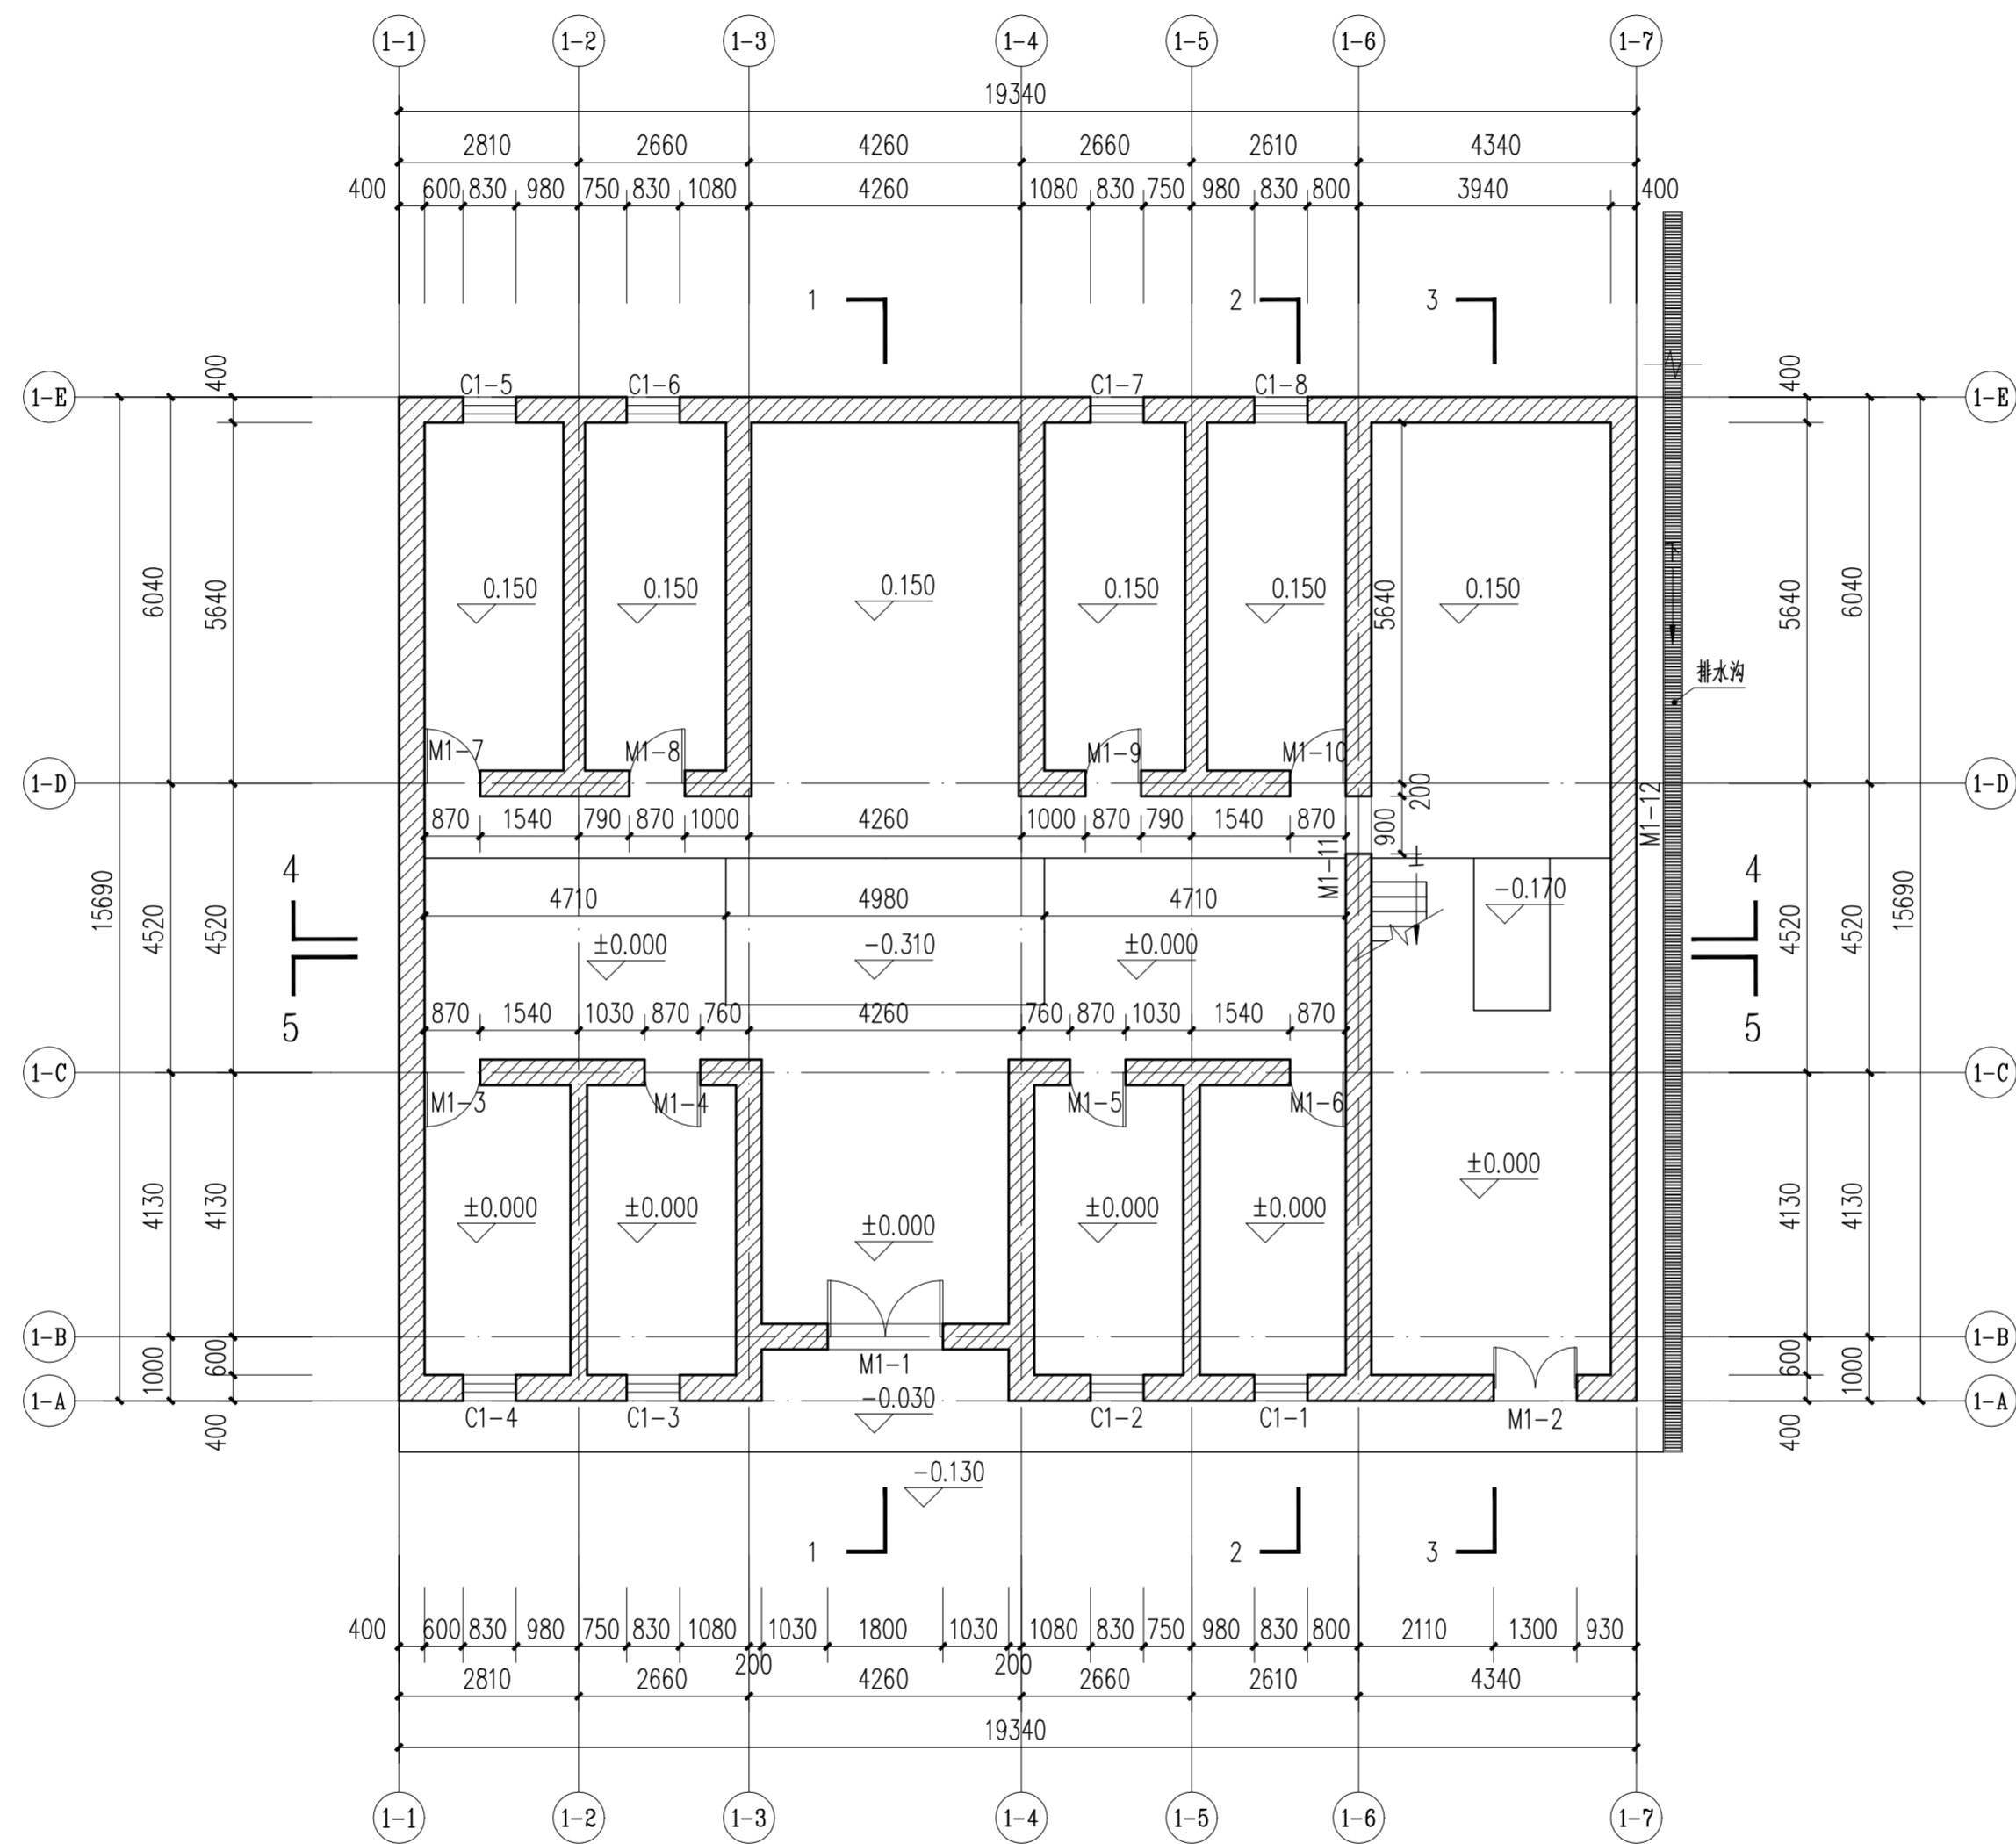 1-1 1-2 1-3 1-4 1-5 1-6 1-7
19340
2810 2660 4260 2660 2610 4340
400 600 830 980 750 830 1080 4260 1080 830 750 980 830 800 3940 400
1 2 3
400 400
1-E C1-5 C1-6 C1-7 C1-8 1-E
6040 5640 0.150 0.150 0.150 0.150 0.150 0.150 5640 5640 6040
排水沟
下
M1-7 M1-8 M1-9 M1-10
1-D 1-D
200
870 1540 790 870 1000 4260 1000 870 790 1540 870 900 M1-12
M1-11 上
4 4
15690 4520 4520 4710 4980 4710 -0.170 4520 4520 15690
±0.000 -0.310 ±0.000
5 5
870 1540 1030 870 760 4260 760 870 1030 1540 870
1-C 1-C
M1-3 M1-4 M1-5 M1-6
±0.000
4130 4130 ±0.000 ±0.000 ±0.000 ±0.000 ±0.000 4130 4130
1-B 1-B
1000 600 M1-1 600 1000
1-A 1-A
400 C1-4 C1-3 -0.030 C1-2 C1-1 M1-2 400
-0.130
1 2 3
400 600 830 980 750 830 1080 1030 1800 1030 1080 830 750 980 830 800 2110 1300 930
200 200
2810 2660 4260 2660 2610 4340
19340
1-1 1-2 1-3 1-4 1-5 1-6 1-7